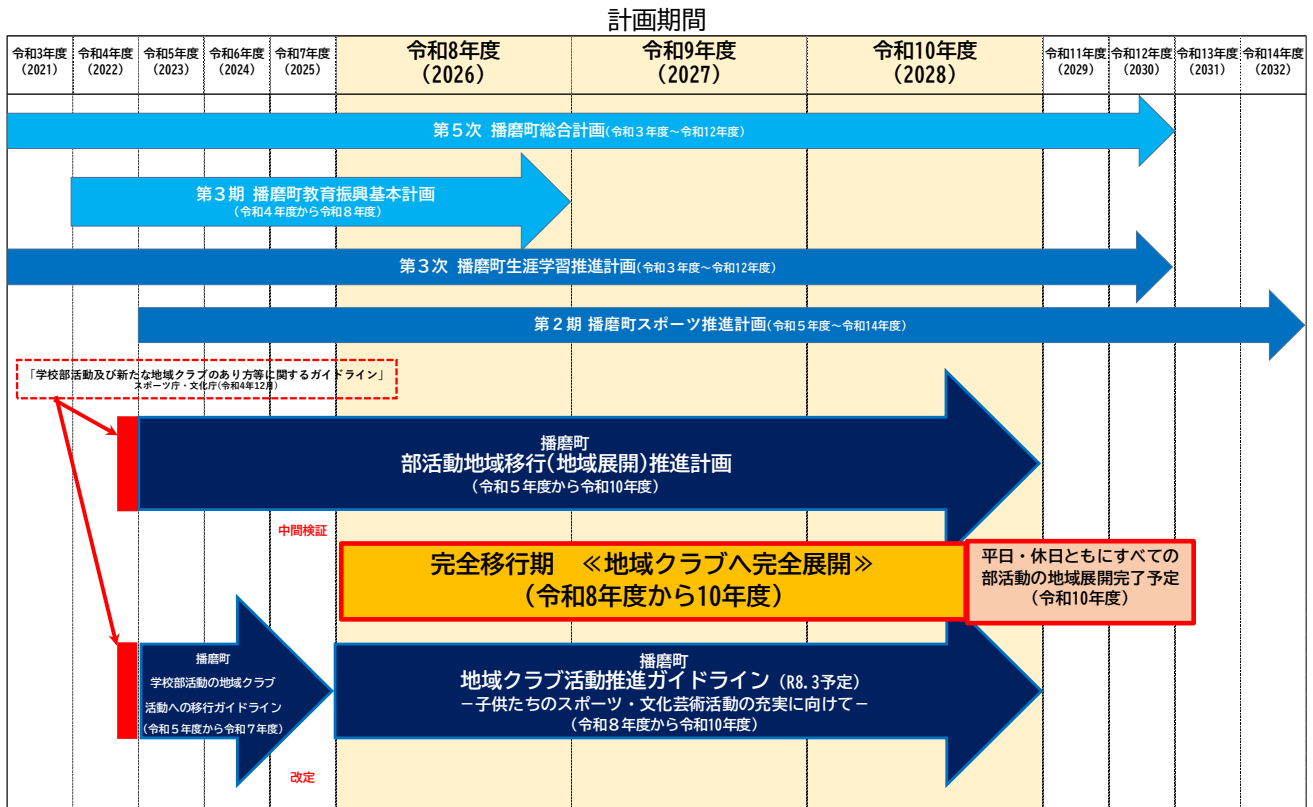 計画期間
令和3年度 令和4年度 令和5年度 令和6年度 令和7年度 令和8年度 令和9年度 令和10年度 令和11年度 令和12年度 令和13年度 令和14年度
(2021) (2022) (2023) (2024) (2025) (2026) (2027) (2028) (2029) (2030) (2031) (2032)
第５次 播磨町総合計画(令和３年度～令和12年度)
第３期 播磨町教育振興基本計画
(令和４年度から令和８年度)
第３次 播磨町生涯学習推進計画(令和３年度～令和12年度)
第２期 播磨町スポーツ推進計画(令和５年度～令和14年度)
「学校部活動及び新たな地域クラブのあり方等に関するガイドライン」
スポーツ庁・文化庁(令和4年12月)
播磨町
部活動地域移行(地域展開)推進計画
(令和５年度から令和10年度)
中間検証
完全移行期 ≪地域クラブへ完全展開≫
(令和8年度から10年度)
平日・休日ともにすべての
部活動の地域展開完了予定
(令和10年度)
播磨町
学校部活動の地域クラブ
活動への移行ガイドライン
(令和５年度から令和７年度)
播磨町
地域クラブ活動推進ガイドライン (R8.3予定)
－子供たちのスポーツ・文化芸術活動の充実に向けて－
(令和８年度から令和10年度)
改定